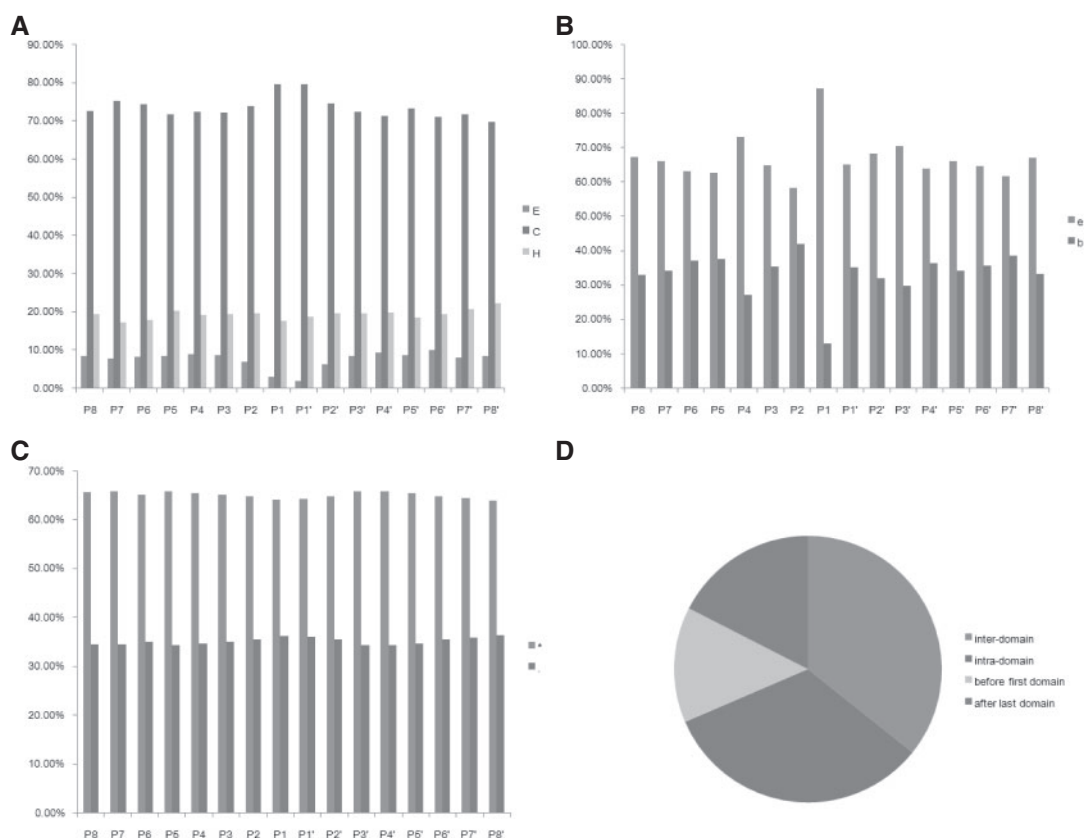 A
90.00%
80.00%
70.00%
60.00%
50.00%
40.00%
30.00%
20.00%
10.00%
0.00%
P8 P7 P6 P5 P4 P3 P2 P1 P1' P2' P3' P4' P5' P6' P7' P8'
E
C
H
B
100.00%
90.00%
80.00%
70.00%
60.00%
50.00%
40.00%
30.00%
20.00%
10.00%
0.00%
P8 P7 P6 P5 P4 P3 P2 P1 P1' P2' P3' P4' P5' P6' P7' P8'
e
b
C
70.00%
60.00%
50.00%
40.00%
30.00%
20.00%
10.00%
0.00%
P8 P7 P6 P5 P4 P3 P2 P1 P1' P2' P3' P4' P5' P6' P7' P8'
*
.
D
inter-domain
intra-domain
before first domain
after last domain